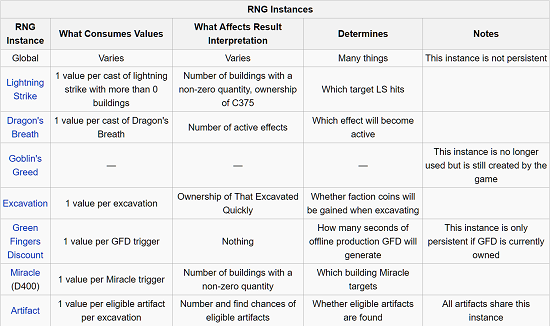 RNG Instances
RNG Instance What Consumes Values What Affects Result Interpretation Determines Notes
Global Varies Varies Many things This instance is not persistent
Lightning Strike 1 value per cast of lightning strike with more than 0 buildings Number of buildings with a non-zero quantity, ownership of C375 Which target LS hits
Dragon's Breath 1 value per cast of Dragon's Breath Number of active effects Which effect will become active
Goblin's Greed — — — This instance is no longer used but is still created by the game
Excavation 1 value per excavation Ownership of That Excavated Quickly Whether faction coins will be gained when excavating
Green Fingers Discount 1 value per GFD trigger Nothing How many seconds of offline production GFD will generate This instance is only persistent if GFD is currently owned
Miracle (D400) 1 value per Miracle trigger Number of buildings with a non-zero quantity Which building Miracle targets
Artifact 1 value per eligible artifact per excavation Number and find chances of eligible artifacts Whether eligible artifacts are found All artifacts share this instance